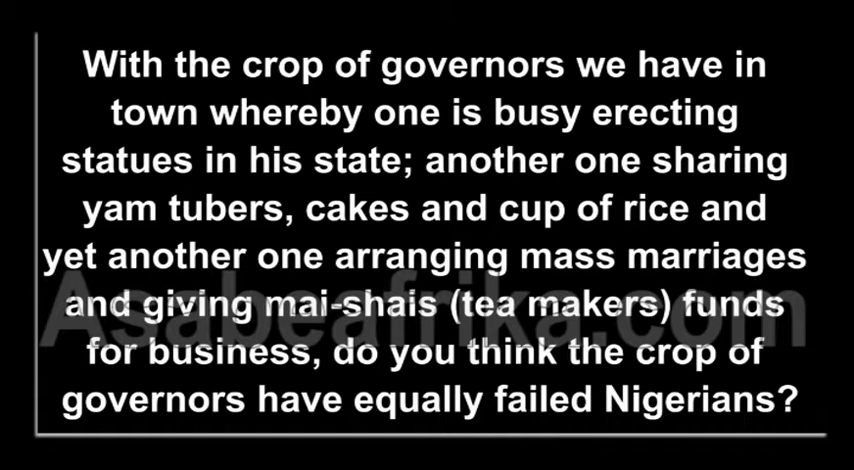 With the crop of governors we have in
town whereby one is busy erecting
statues in his state; another one sharing
yam tubers, cakes and cup of rice and
yet another one arranging mass marriages
and giving mai-shais (tea makers) funds
for business, do you think the crop of
governors have equally failed Nigerians?
Asabeafrika.com